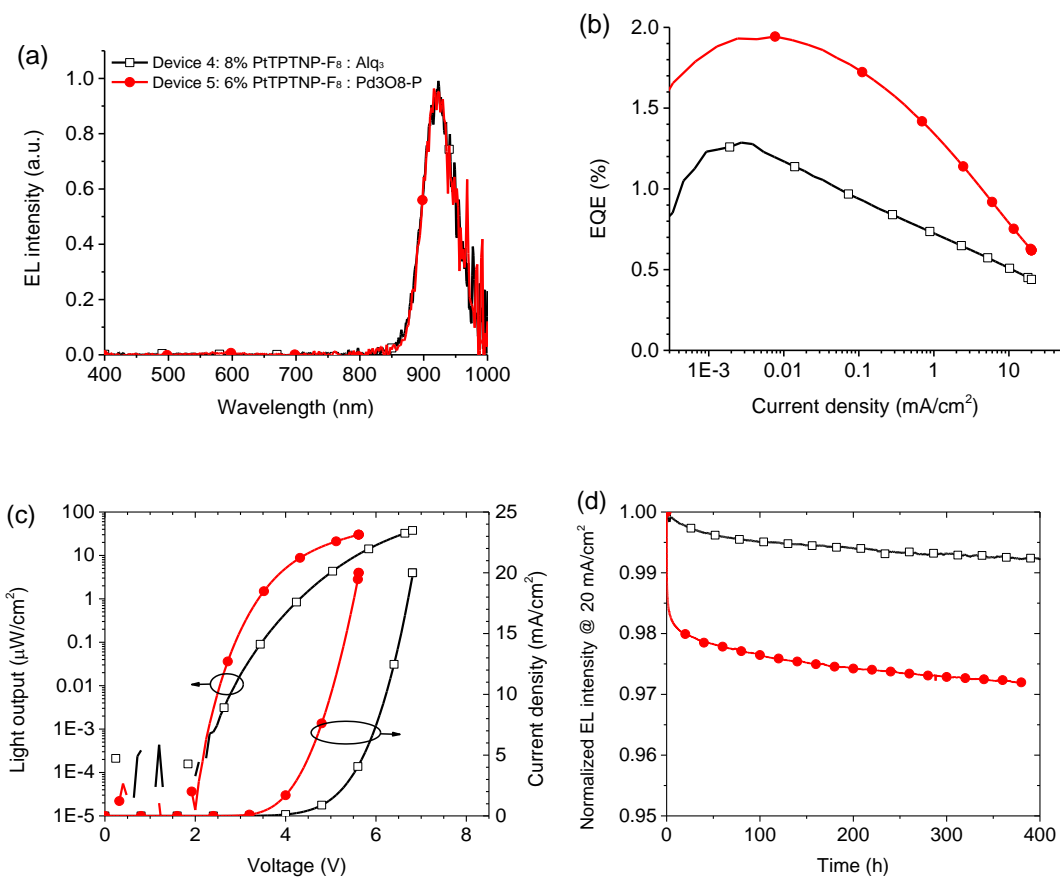 (a)
Device 4: 8% PtTPTNP-F₈ : Alq₃
Device 5: 6% PtTPTNP-F₈ : Pd3O8-P
1.0
0.8
0.6
0.4
0.2
0.0
EL intensity (a.u.)
400 500 600 700 800 900 1000
Wavelength (nm)
(b)
2.0
1.5
1.0
0.5
0.0
EQE (%)
1E-3 0.01 0.1 1 10
Current density (mA/cm²)
(c)
100
10
1
0.1
0.01
1E-3
1E-4
1E-5
Light output (μW/cm²)
25
20
15
10
5
0
Current density (mA/cm²)
0 2 4 6 8
Voltage (V)
(d)
1.00
0.99
0.98
0.97
0.96
0.95
Normalized EL intensity @ 20 mA/cm²
0 100 200 300 400
Time (h)